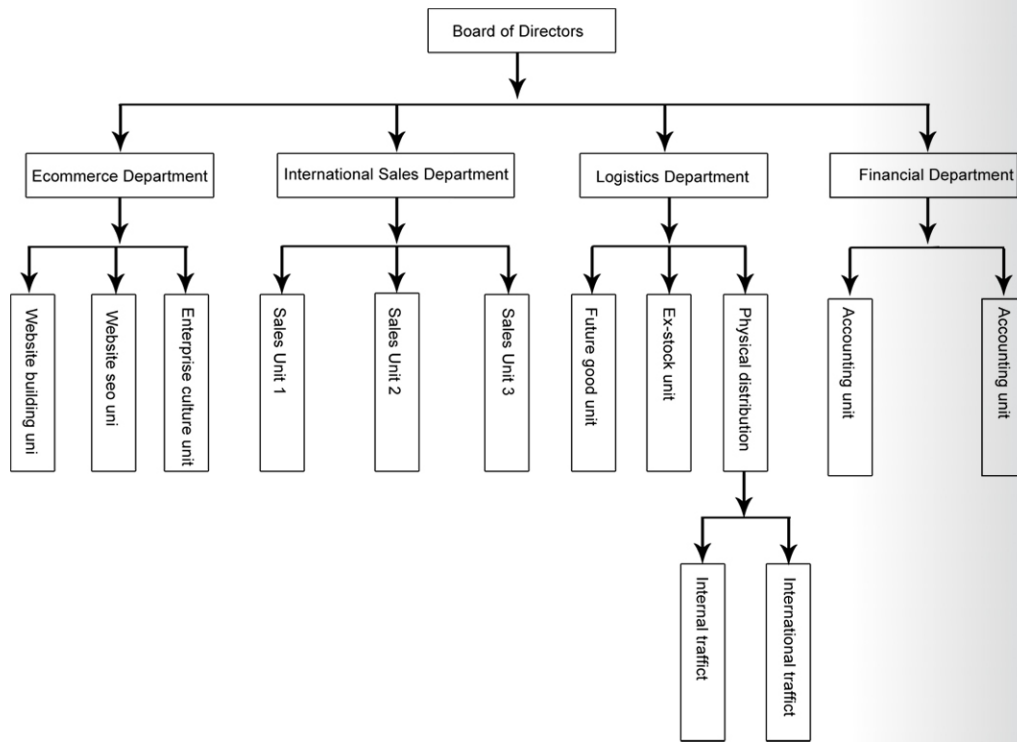 Board of Directors
Ecommerce Department
International Sales Department
Logistics Department
Financial Department
Website building uni
Website seo uni
Enterprise culture unit
Sales Unit 1
Sales Unit 2
Sales Unit 3
Future good unit
Ex-stock unit
Physical distribution
Accounting unit
Accounting unit
Internal traffict
International traffict